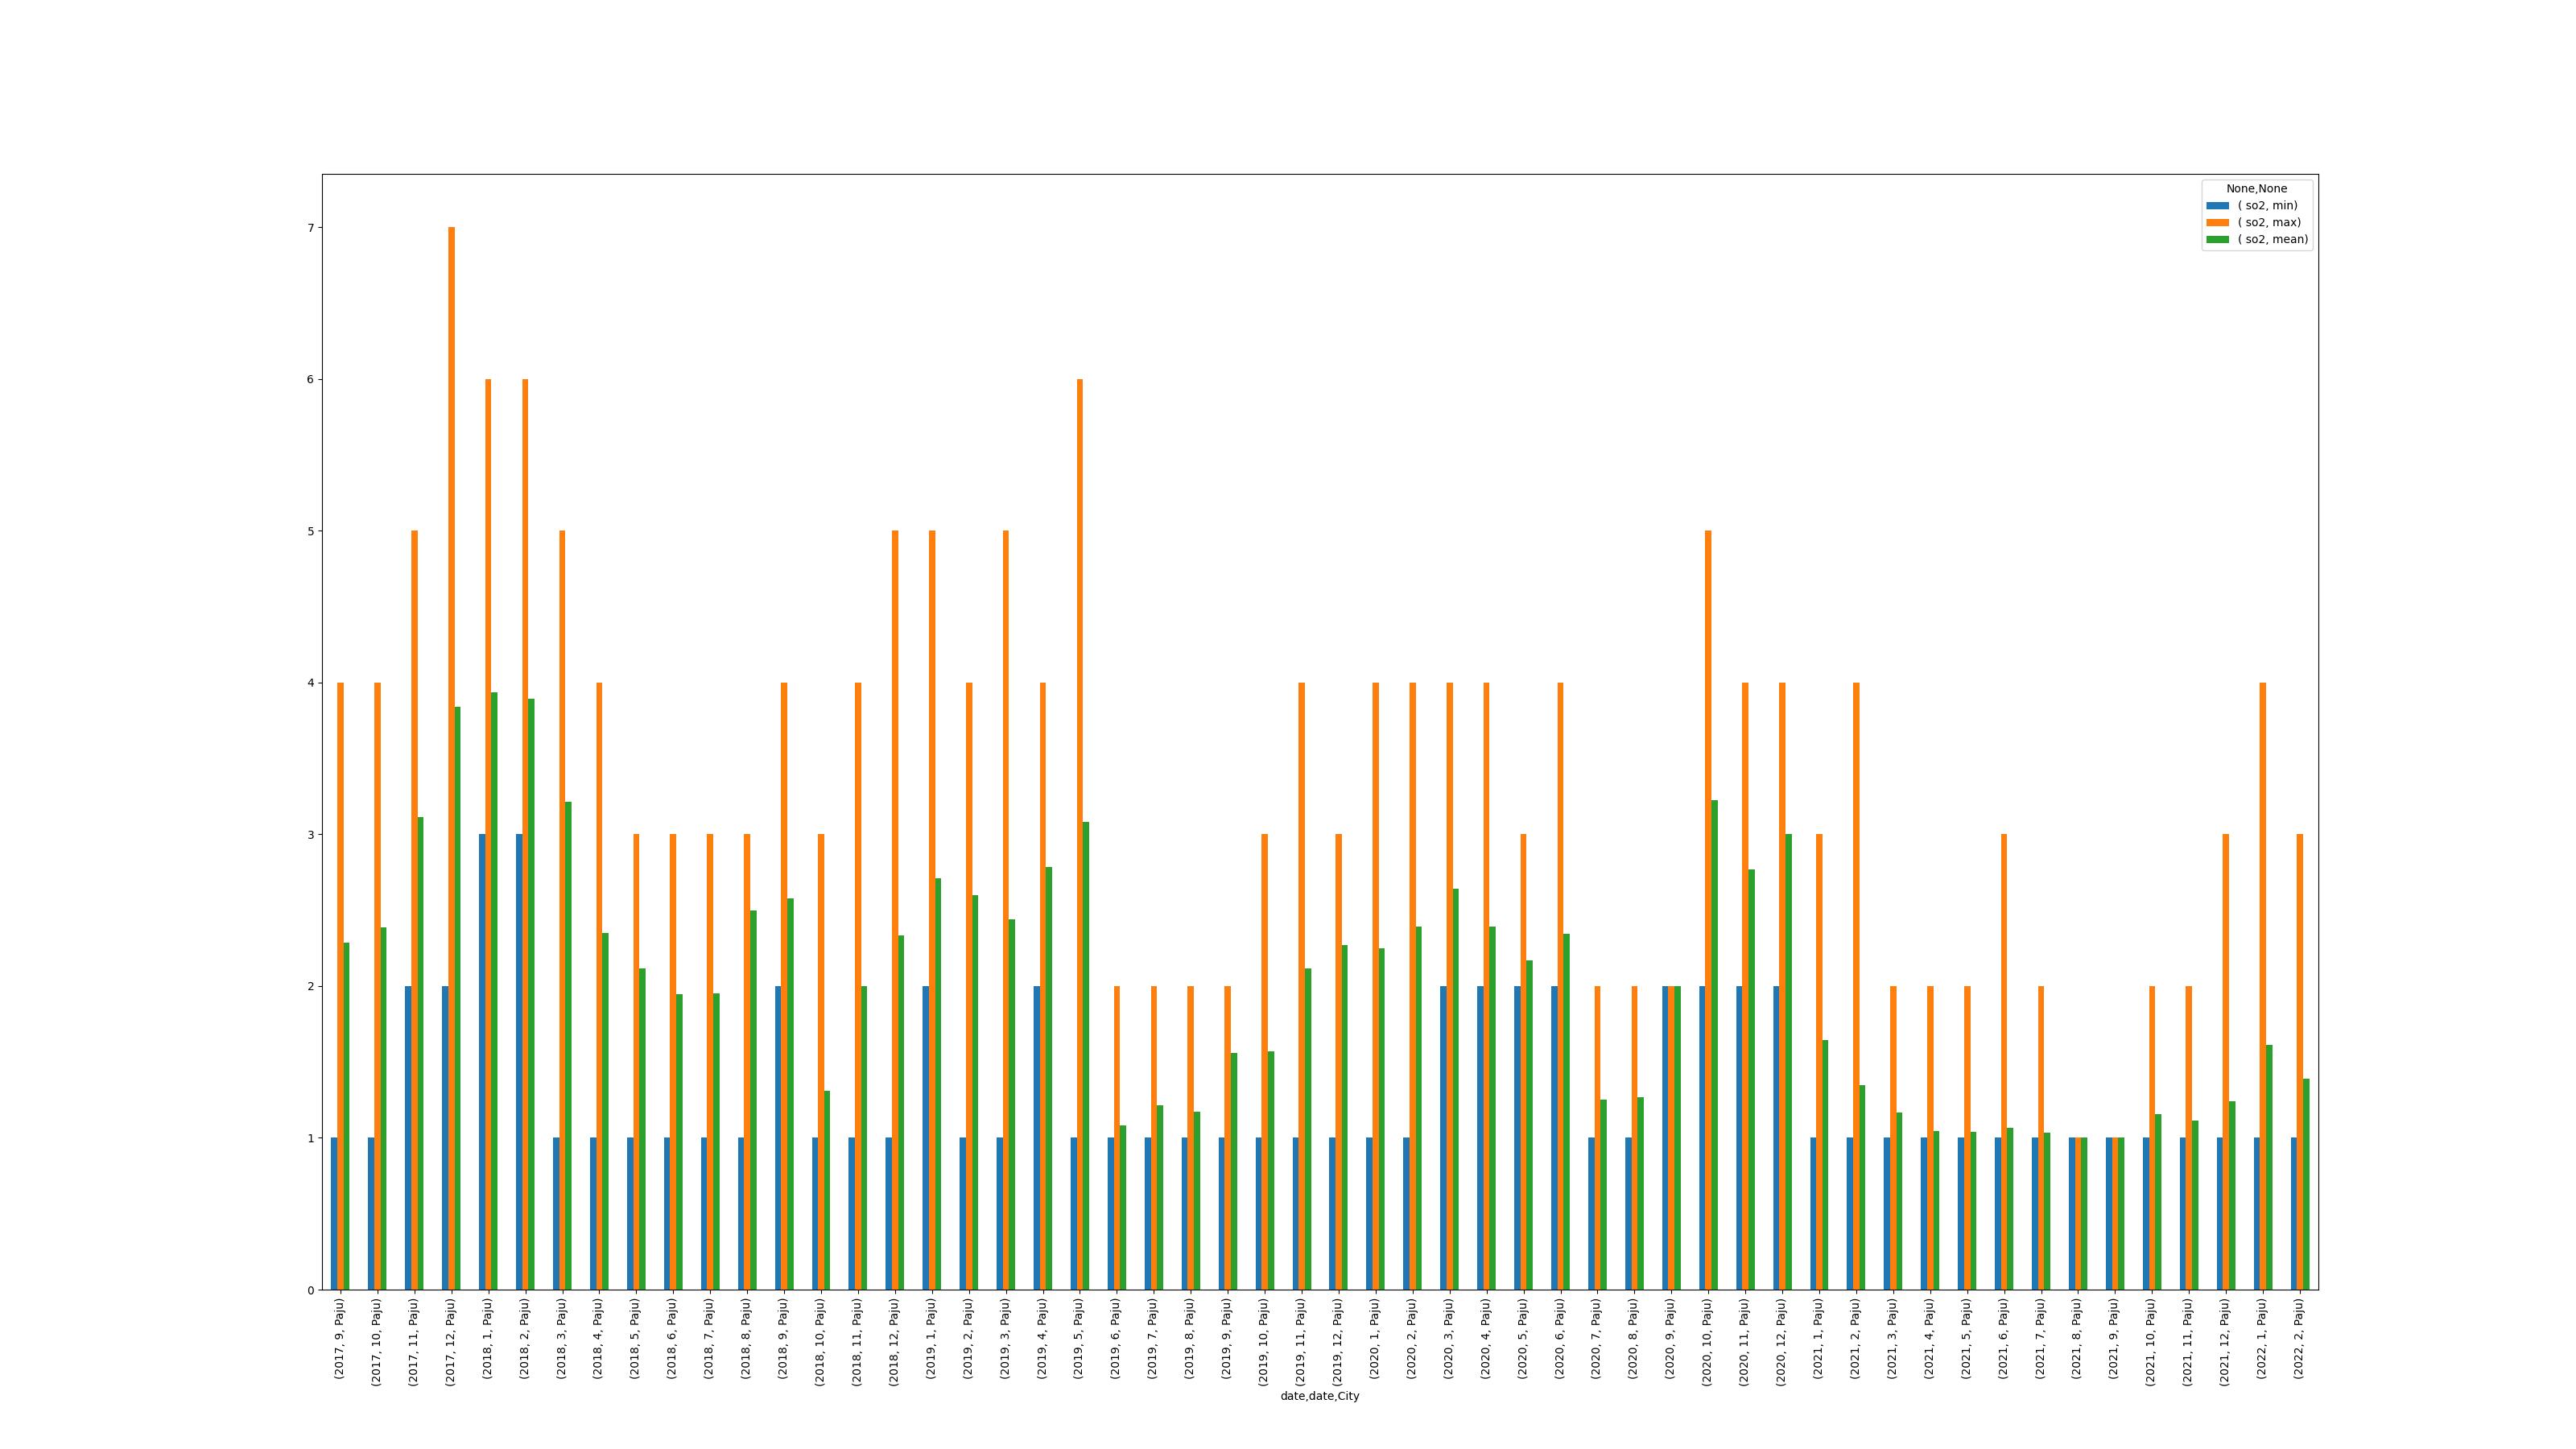 None,None
( so2, min)
( so2, max)
( so2, mean)
7
6
5
4
3
2
1
0
(2017, 9, Paju)
(2017, 10, Paju)
(2017, 11, Paju)
(2017, 12, Paju)
(2018, 1, Paju)
(2018, 2, Paju)
(2018, 3, Paju)
(2018, 4, Paju)
(2018, 5, Paju)
(2018, 6, Paju)
(2018, 7, Paju)
(2018, 8, Paju)
(2018, 9, Paju)
(2018, 10, Paju)
(2018, 11, Paju)
(2018, 12, Paju)
(2019, 1, Paju)
(2019, 2, Paju)
(2019, 3, Paju)
(2019, 4, Paju)
(2019, 5, Paju)
(2019, 6, Paju)
(2019, 7, Paju)
(2019, 8, Paju)
(2019, 9, Paju)
(2019, 10, Paju)
(2019, 11, Paju)
(2019, 12, Paju)
(2020, 1, Paju)
(2020, 2, Paju)
(2020, 3, Paju)
(2020, 4, Paju)
(2020, 5, Paju)
(2020, 6, Paju)
(2020, 7, Paju)
(2020, 8, Paju)
(2020, 9, Paju)
(2020, 10, Paju)
(2020, 11, Paju)
(2020, 12, Paju)
(2021, 1, Paju)
(2021, 2, Paju)
(2021, 3, Paju)
(2021, 4, Paju)
(2021, 5, Paju)
(2021, 6, Paju)
(2021, 7, Paju)
(2021, 8, Paju)
(2021, 9, Paju)
(2021, 10, Paju)
(2021, 11, Paju)
(2021, 12, Paju)
(2022, 1, Paju)
(2022, 2, Paju)
date,date,City